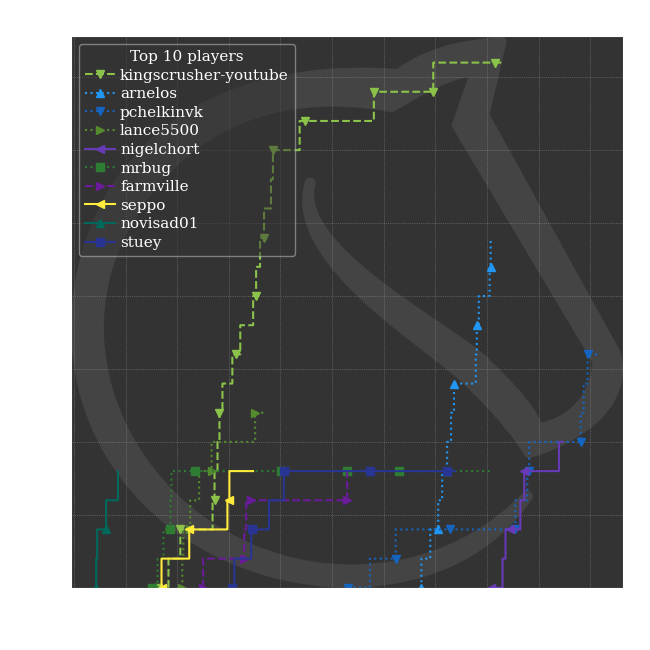 Top 10 players
kingscrusher-youtube
arnelos
pchelkinvk
lance5500
nigelchort
mrbug
farmville
seppo
novisad01
stuey